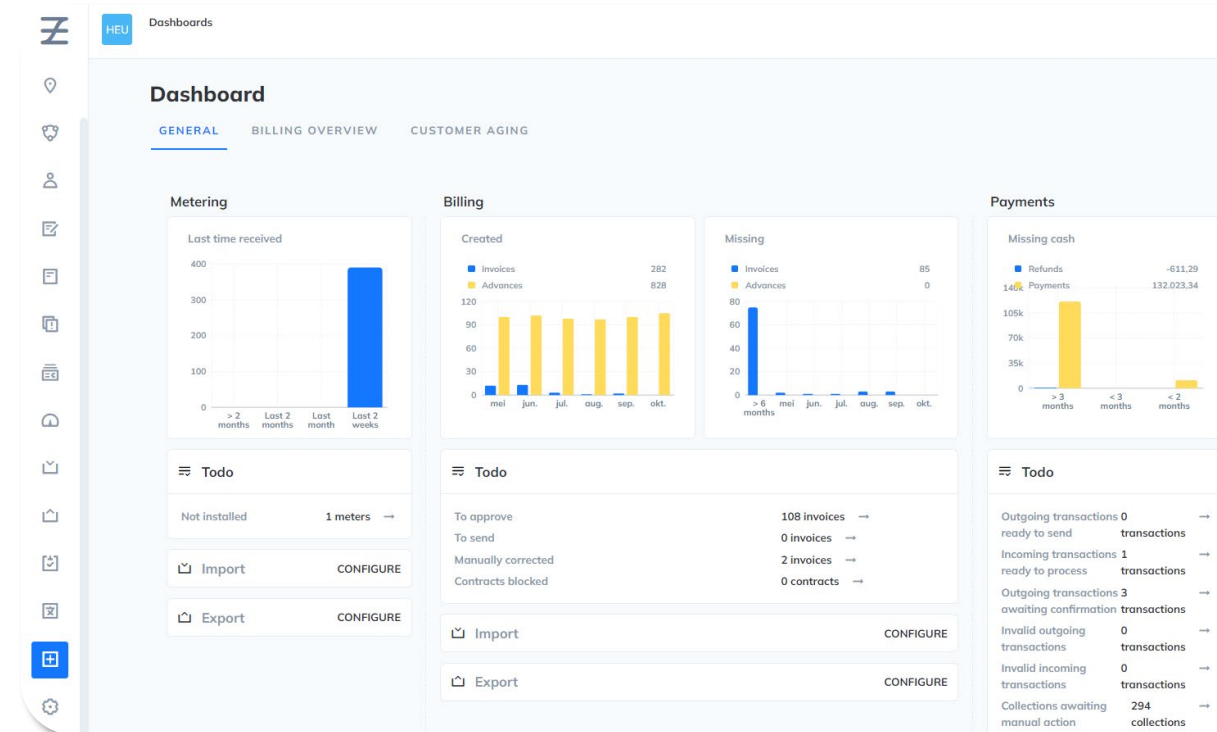 HEU Dashboards
Dashboard
GENERAL BILLING OVERVIEW CUSTOMER AGING
Metering
Last time received
400
300
200
100
0
> 2 months Last 2 months Last month Last 2 weeks
Todo
Not installed 1 meters →
Import CONFIGURE
Export CONFIGURE
Billing
Created
Invoices 282
Advances 828
120
90
60
30
0
mei jun. jul. aug. sep. okt.
Missing
Invoices 85
Advances 0
80
60
40
20
0
> 6 months mei jun. jul. aug. sep. okt.
Todo
To approve 108 invoices →
To send 0 invoices →
Manually corrected 2 invoices →
Contracts blocked 0 contracts →
Import CONFIGURE
Export CONFIGURE
Payments
Missing cash
Refunds -611,29
Payments 132.023,34
140k
105k
70k
35k
0
> 3 months < 3 months < 2 months
Todo
Outgoing transactions ready to send 0 transactions →
Incoming transactions ready to process 1 transactions →
Outgoing transactions awaiting confirmation 3 transactions →
Invalid outgoing transactions 0 transactions →
Invalid incoming transactions 0 transactions →
Collections awaiting manual action 294 collections →